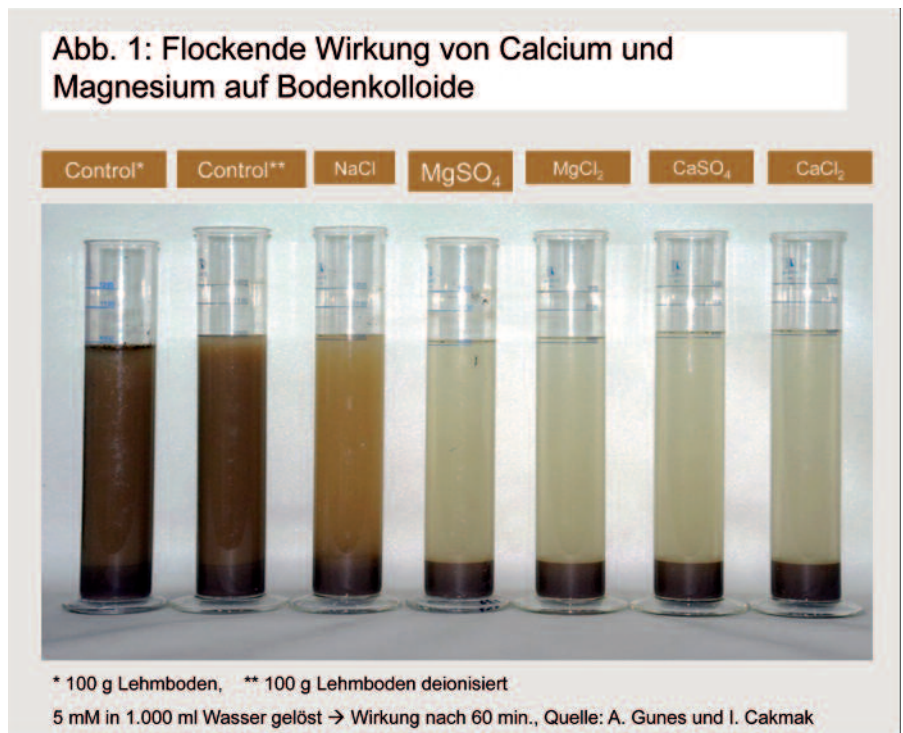 Abb. 1: Flockende Wirkung von Calcium und
Magnesium auf Bodenkolloide
Control* Control** NaCl MgSO₄ MgCl₂ CaSO₄ CaCl₂
* 100 g Lehmboden, ** 100 g Lehmboden deionisiert
5 mM in 1.000 ml Wasser gelöst → Wirkung nach 60 min., Quelle: A. Gunes und I. Cakmak